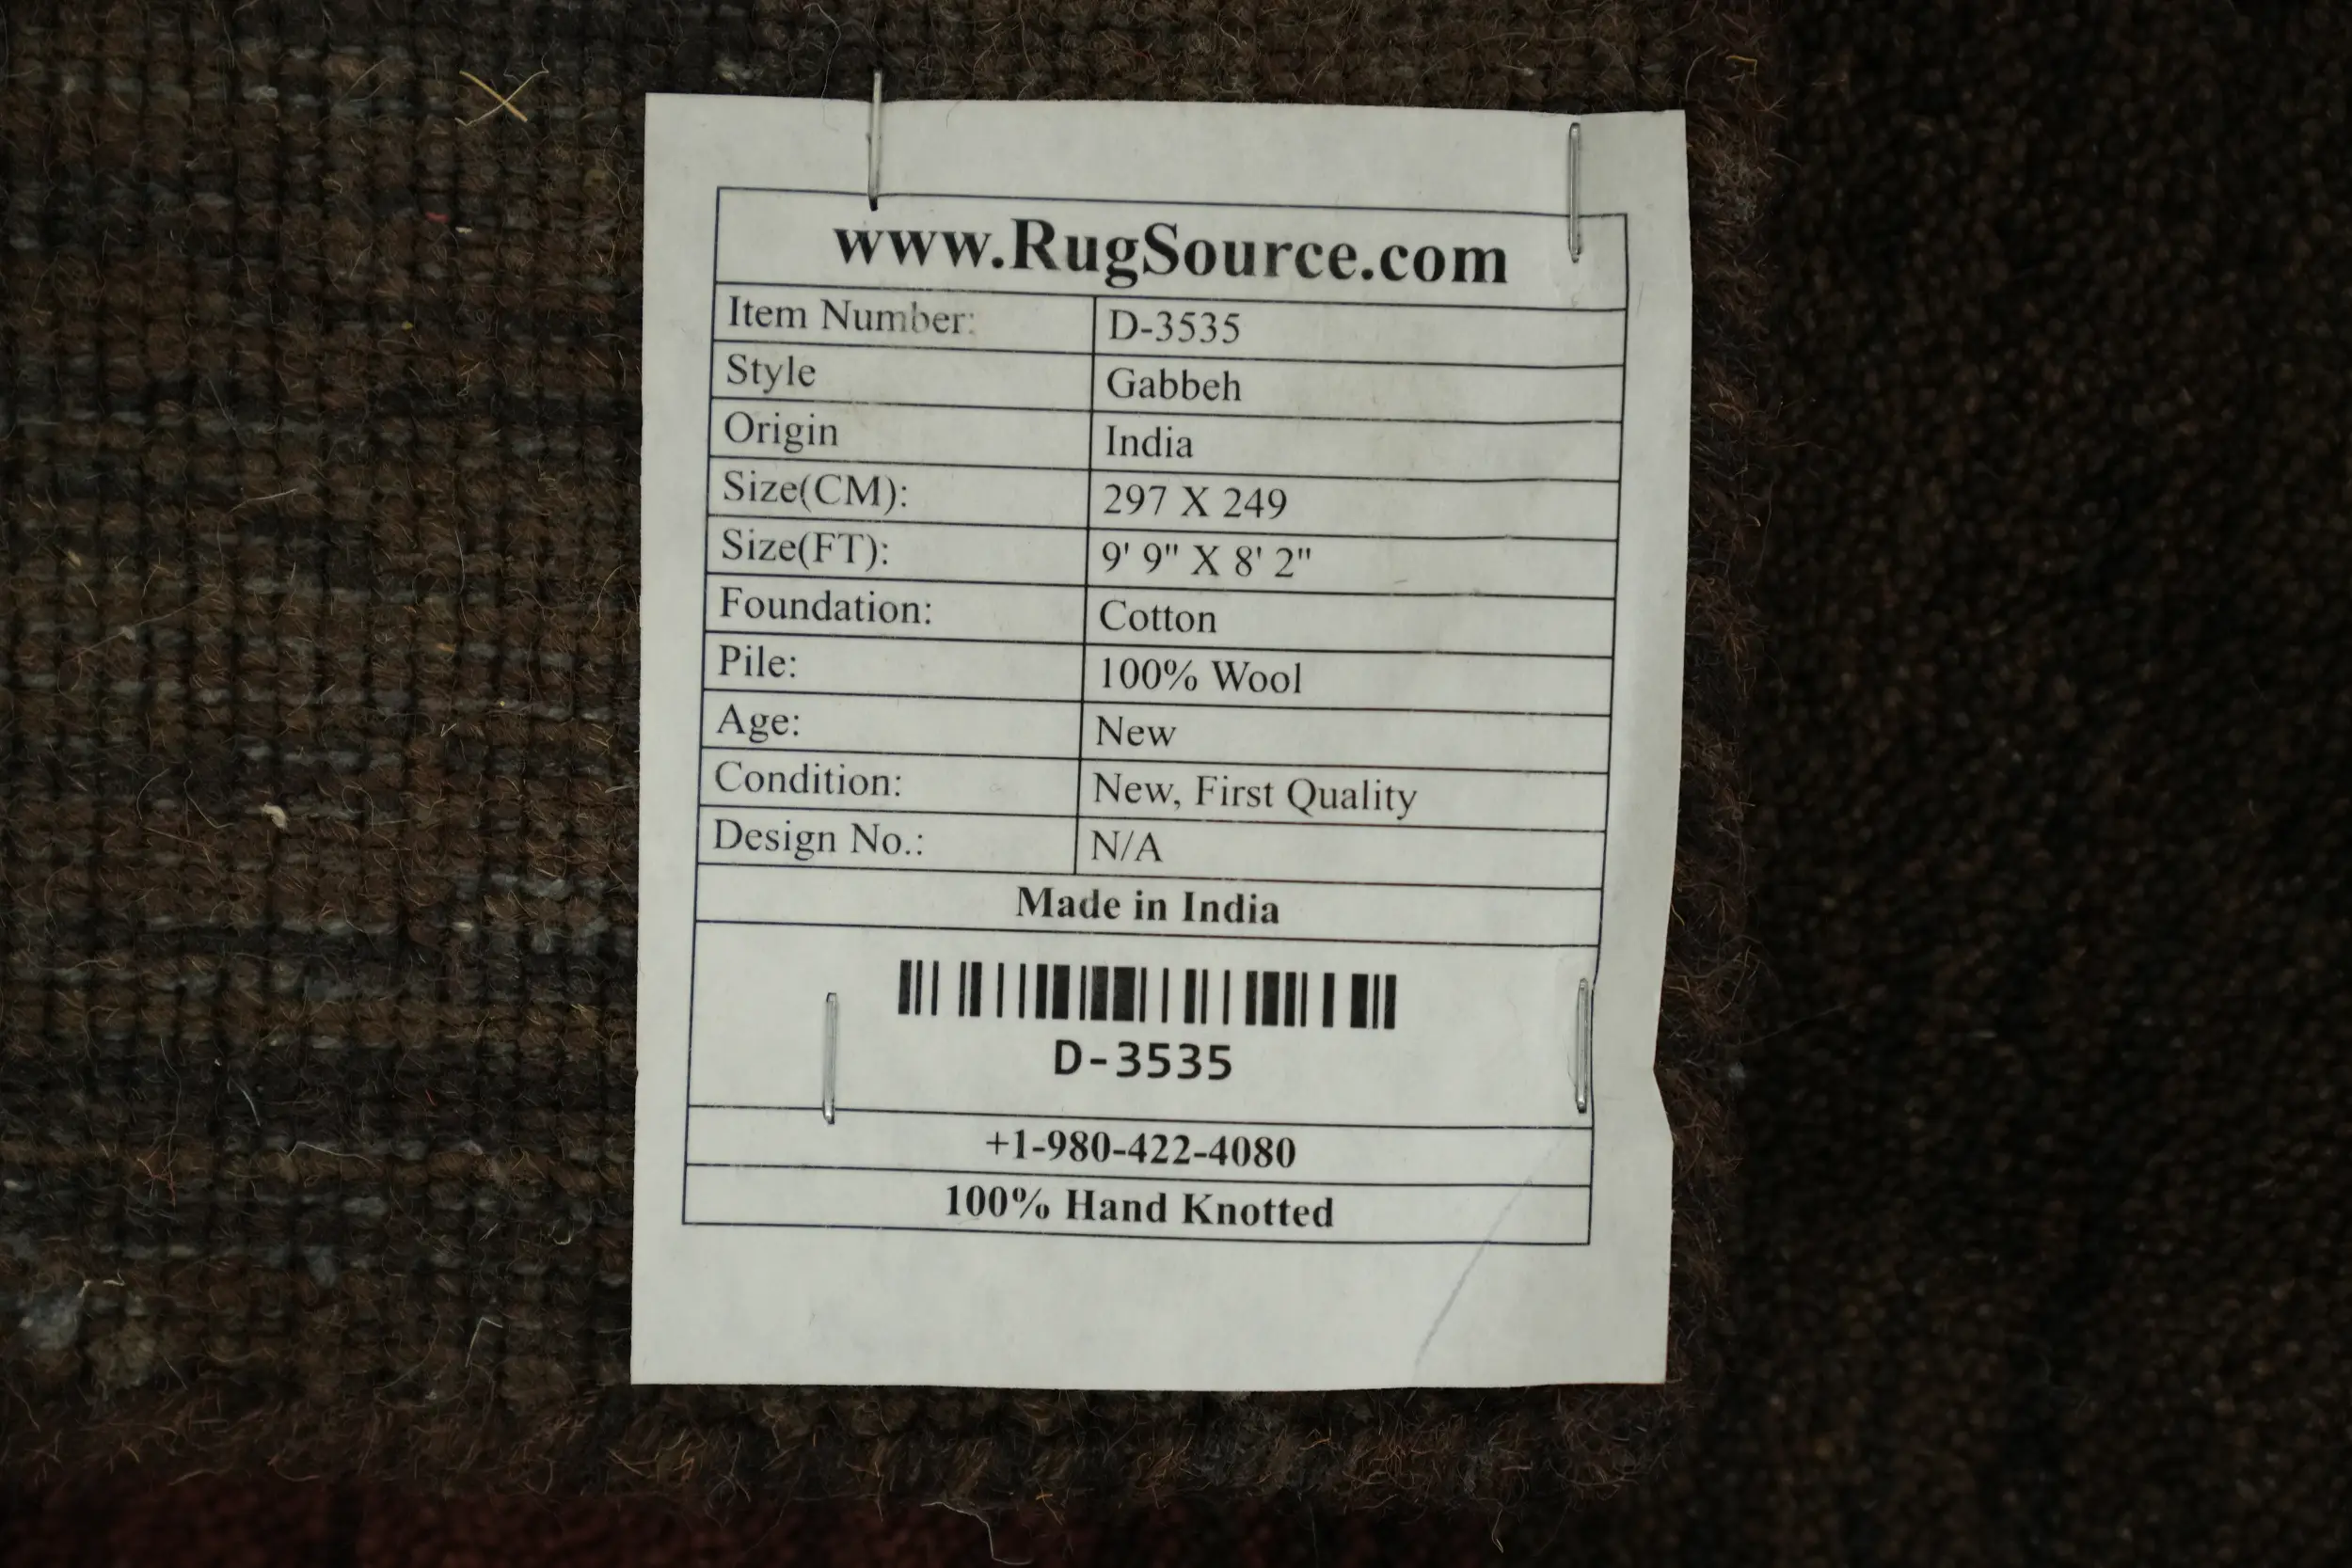 www.RugSource.com
Item Number: D-3535
Style Gabbeh
Origin India
Size(CM): 297 X 249
Size(FT): 9' 9" X 8' 2"
Foundation: Cotton
Pile: 100% Wool
Age: New
Condition: New, First Quality
Design No.: N/A
Made in India
D-3535
+1-980-422-4080
100% Hand Knotted